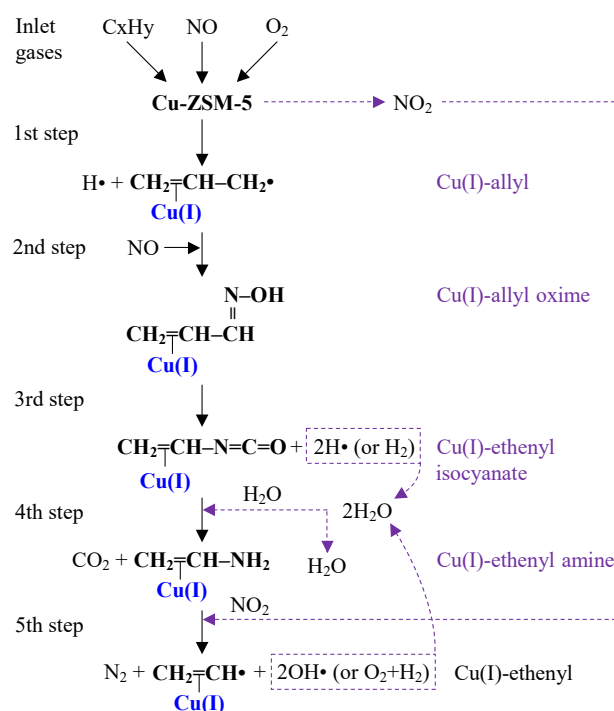 Inlet gases
CxHy NO O₂
Cu-ZSM-5 NO₂
1st step
H• + CH₂=CH–CH₂• Cu(I)-allyl
Cu(I)
2nd step NO
N–OH Cu(I)-allyl oxime
CH₂=CH–CH
Cu(I)
3rd step
CH₂=CH–N=C=O + 2H• (or H₂) Cu(I)-ethenyl isocyanate
Cu(I)
H₂O 2H₂O
4th step
CO₂ + CH₂=CH–NH₂ H₂O Cu(I)-ethenyl amine
Cu(I)
NO₂
5th step
N₂ + CH₂=CH• + 2OH• (or O₂+H₂) Cu(I)-ethenyl
Cu(I)